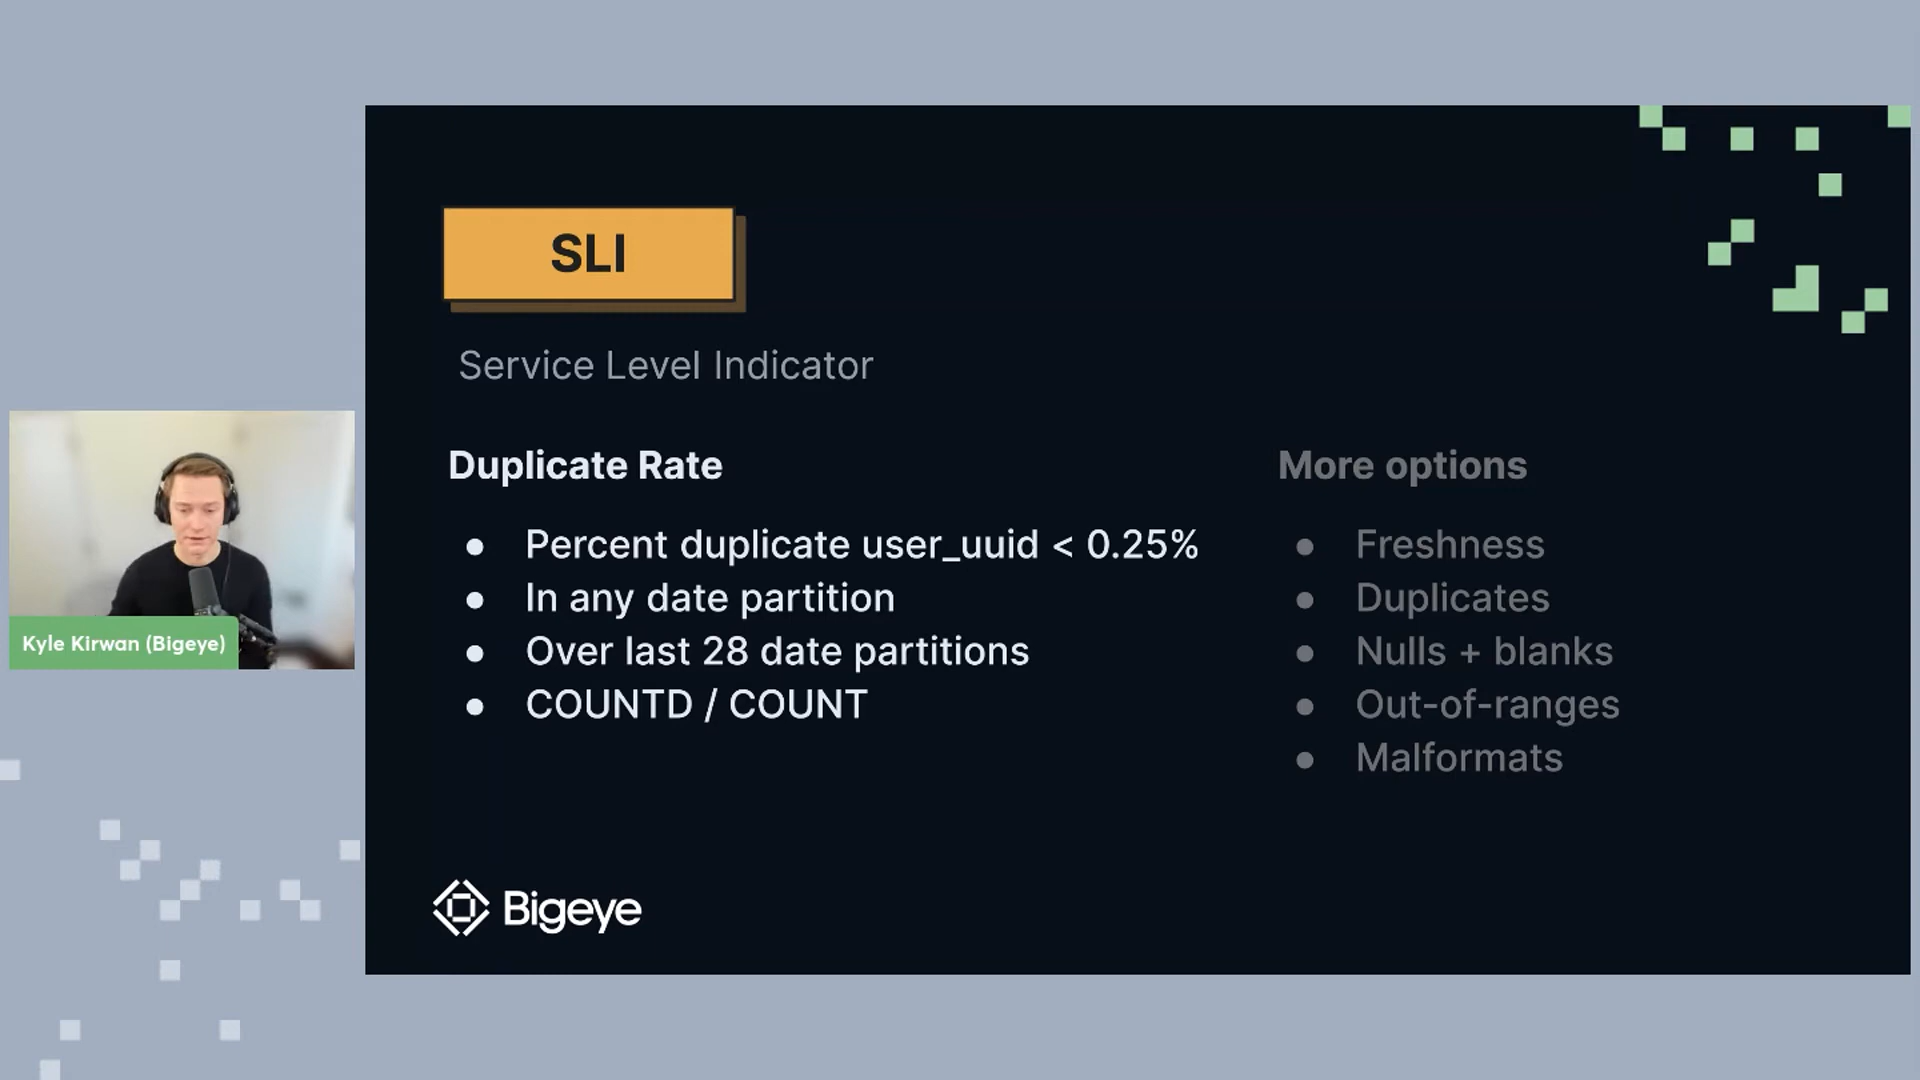 SLI
Service Level Indicator
Duplicate Rate
● Percent duplicate user_uuid < 0.25%
● In any date partition
● Over last 28 date partitions
● COUNTD / COUNT
More options
● Freshness
● Duplicates
● Nulls + blanks
● Out-of-ranges
● Malformats
Kyle Kirwan (Bigeye)
Bigeye